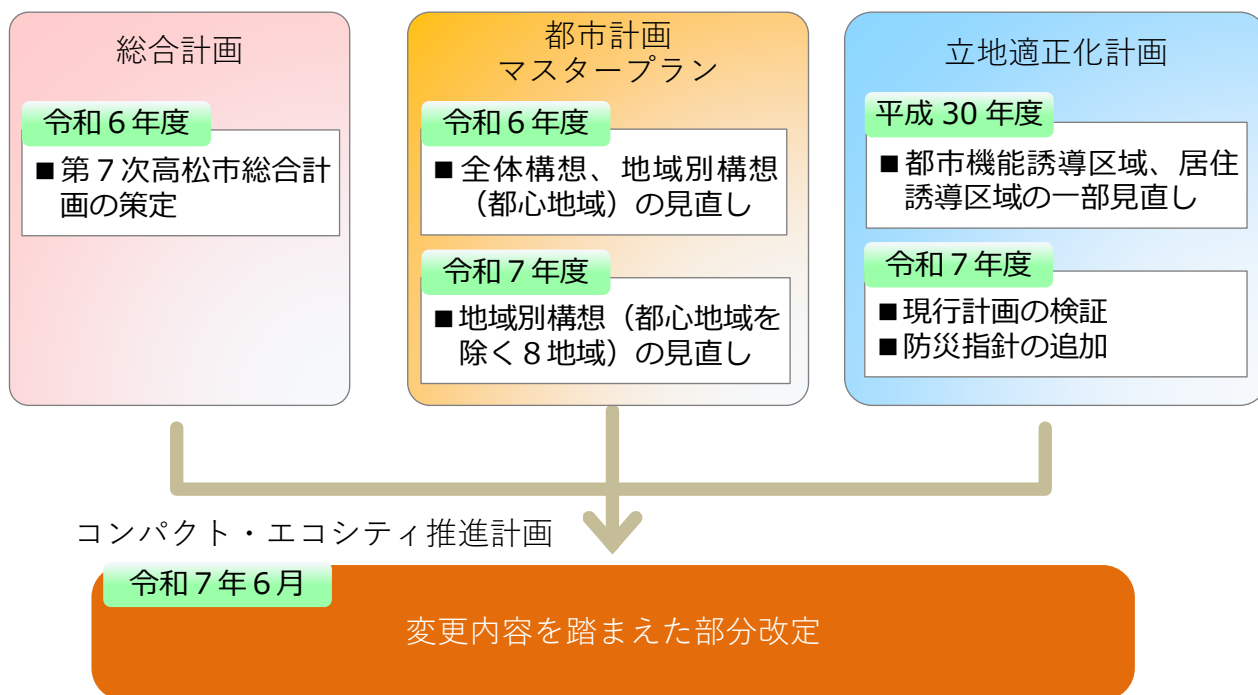 総合計画
令和６年度
■第７次高松市総合計
画の策定
都市計画
マスタープラン
令和６年度
■全体構想、地域別構想
（都心地域）の見直し
令和７年度
■地域別構想（都心地域を
除く８地域）の見直し
立地適正化計画
平成 30 年度
■都市機能誘導区域、居住
誘導区域の一部見直し
令和７年度
■現行計画の検証
■防災指針の追加
コンパクト・エコシティ推進計画
令和７年６月
変更内容を踏まえた部分改定